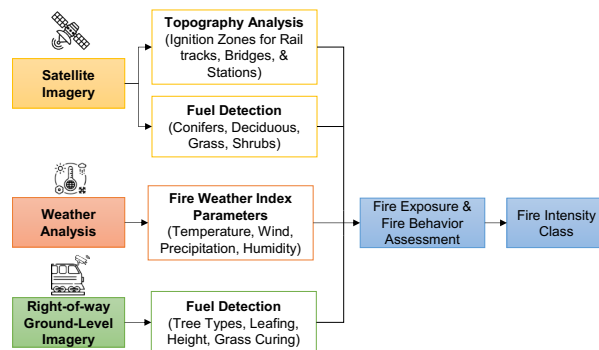 Topography Analysis
(Ignition Zones for Rail
tracks, Bridges, &
Stations)
Satellite
Imagery
Fuel Detection
(Conifers, Deciduous,
Grass, Shrubs)
Weather
Analysis
Fire Weather Index
Parameters
(Temperature, Wind,
Precipitation, Humidity)
Fire Exposure &
Fire Behavior
Assessment
Fire Intensity
Class
Right-of-way
Ground-Level
Imagery
Fuel Detection
(Tree Types, Leafing,
Height, Grass Curing)